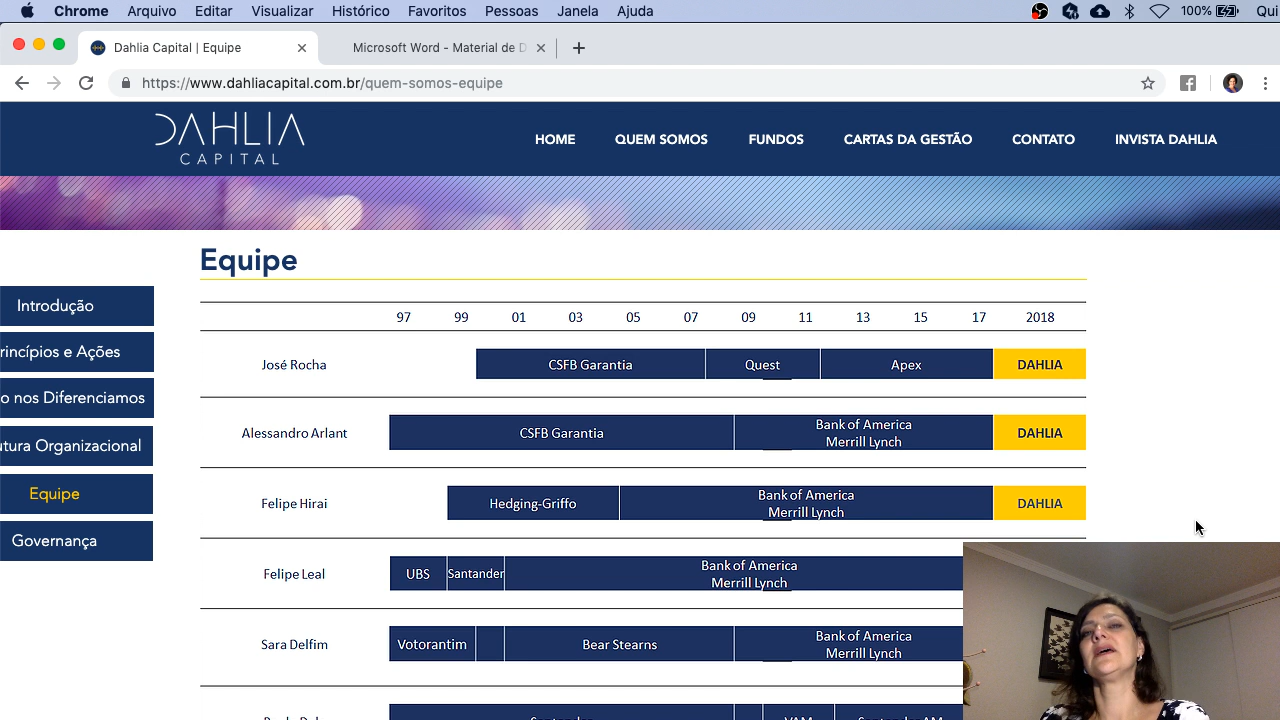 Chrome Arquivo Editar Visualizar Histórico Favoritos Pessoas Janela Ajuda 100% Qui
Dahlia Capital | Equipe
Microsoft Word - Material de D
https://www.dahliacapital.com.br/quem-somos-equipe
DAHLIA
CAPITAL
HOME QUEM SOMOS FUNDOS CARTAS DA GESTÃO CONTATO INVISTA DAHLIA
Equipe
Introdução
rincípios e Ações
o nos Diferenciamos
utura Organizacional
Equipe
Governança
97 99 01 03 05 07 09 11 13 15 17 2018
José Rocha CSFB Garantia Quest Apex DAHLIA
Alessandro Arlant CSFB Garantia Bank of America
Merrill Lynch DAHLIA
Felipe Hirai Hedging-Griffo Bank of America
Merrill Lynch DAHLIA
Felipe Leal UBS Santander Bank of America
Merrill Lynch
Sara Delfim Votorantim Bear Stearns Bank of America
Merrill Lynch